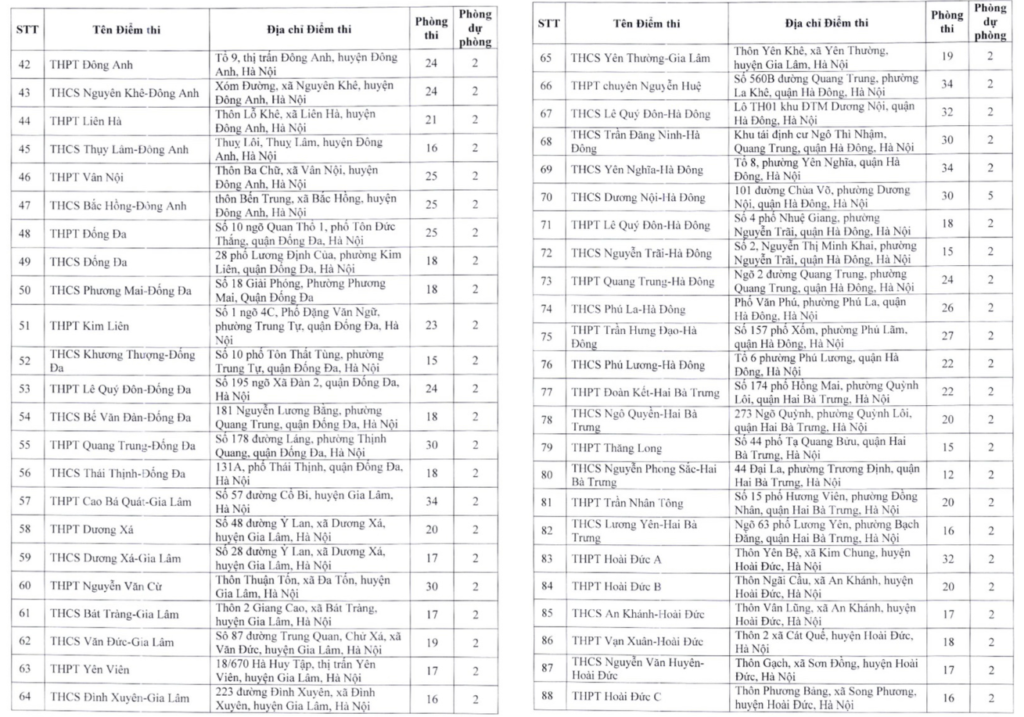 STT Tên Điểm thi Địa chỉ Điểm thi Phòng thi Phòng dự phòng
42 THPT Đông Anh Tổ 9, thị trấn Đông Anh, huyện Đông Anh, Hà Nội 24 2
43 THCS Nguyên Khê-Đông Anh Xóm Đường, xã Nguyên Khê, huyện Đông Anh, Hà Nội 24 2
44 THPT Liên Hà Thôn Lỗ Khê, xã Liên Hà, huyện Đông Anh, Hà Nội 21 2
45 THCS Thụy Lâm-Đông Anh Thuỵ Lôi, Thuỵ Lâm, huyện Đông Anh, Hà Nội 16 2
46 THPT Vân Nội Thôn Ba Chữ, xã Vân Nội, huyện Đông Anh, Hà Nội 25 2
47 THCS Bắc Hồng-Đông Anh thôn Bến Trung, xã Bắc Hồng, huyện Đông Anh, Hà Nội 25 2
48 THPT Đống Đa Số 10 ngõ Quan Thổ 1, phố Tôn Đức Thắng, quận Đống Đa, Hà Nội 25 2
49 THCS Đống Đa 28 phố Lương Định Của, phường Kim Liên, quận Đống Đa, Hà Nội 18 2
50 THCS Phương Mai-Đống Đa Số 18 Giải Phóng, Phường Phương Mai, Quận Đống Đa 18 2
51 THPT Kim Liên Số 1 ngõ 4C, Phố Đặng Văn Ngữ, phường Trung Tự, quận Đống Đa, Hà Nội 23 2
52 THCS Khương Thượng-Đống Đa Số 10 phố Tôn Thất Tùng, phường Trung Tự, quận Đống Đa, Hà Nội 15 2
53 THPT Lê Quý Đôn-Đống Đa Số 195 ngõ Xã Đàn 2, quận Đống Đa, Hà Nội 24 2
54 THCS Bế Văn Đàn-Đống Đa 181 Nguyễn Lương Bằng, phường Quang Trung, quận Đống Đa, Hà Nội 18 2
55 THPT Quang Trung-Đống Đa Số 178 đường Láng, phường Thịnh Quang, quận Đống Đa, Hà Nội 30 2
56 THCS Thái Thịnh-Đống Đa 131A, phố Thái Thịnh, quận Đống Đa, Hà Nội 18 2
57 THPT Cao Bá Quát-Gia Lâm Số 57 đường Cổ Bi, huyện Gia Lâm, Hà Nội 34 2
58 THPT Dương Xá Số 48 đường Ỷ Lan, xã Dương Xá, huyện Gia Lâm, Hà Nội 20 2
59 THCS Dương Xá-Gia Lâm Số 28 đường Ỷ Lan, xã Dương Xá, huyện Gia Lâm, Hà Nội 17 2
60 THPT Nguyễn Văn Cừ Thôn Thuận Tốn, xã Đa Tốn, huyện Gia Lâm, Hà Nội 30 2
61 THCS Bát Tràng-Gia Lâm Thôn 2 Giang Cao, xã Bát Tràng, huyện Gia Lâm, Hà Nội 17 2
62 THCS Văn Đức-Gia Lâm Số 87 đường Trung Quan, Chử Xá, xã Văn Đức, huyện Gia Lâm, Hà Nội 19 2
63 THPT Yên Viên 18/670 Hà Huy Tập, thị trấn Yên Viên, huyện Gia Lâm, Hà Nội 17 2
64 THCS Đình Xuyên-Gia Lâm 223 đường Đình Xuyên, xã Đình Xuyên, huyện Gia Lâm, Hà Nội 16 2
STT Tên Điểm thi Địa chỉ Điểm thi Phòng thi Phòng dự phòng
65 THCS Yên Thường-Gia Lâm Thôn Yên Khê, xã Yên Thường, huyện Gia Lâm, Hà Nội 19 2
66 THPT chuyên Nguyễn Huệ Số 560B đường Quang Trung, phường La Khê, quận Hà Đông, Hà Nội 34 2
67 THCS Lê Quý Đôn-Hà Đông Lô TH01 khu ĐTM Dương Nội, quận Hà Đông, Hà Nội 32 2
68 THCS Trần Đăng Ninh-Hà Đông Khu tái định cư Ngô Thì Nhậm, Quang Trung, quận Hà Đông, Hà Nội 30 2
69 THCS Yên Nghĩa-Hà Đông Tổ 8, phường Yên Nghĩa, quận Hà Đông, Hà Nội 34 2
70 THCS Dương Nội-Hà Đông 101 đường Chùa Võ, phường Dương Nội, quận Hà Đông, Hà Nội 30 5
71 THPT Lê Quý Đôn-Hà Đông Số 4 phố Nhuệ Giang, phường Nguyễn Trãi, quận Hà Đông, Hà Nội 18 2
72 THCS Nguyễn Trãi-Hà Đông Số 2, Nguyễn Thị Minh Khai, phường Nguyễn Trãi, quận Hà Đông, Hà Nội 15 2
73 THPT Quang Trung-Hà Đông Ngõ 2 đường Quang Trung, phường Quang Trung, quận Hà Đông, Hà Nội 24 2
74 THCS Phú La-Hà Đông Phố Văn Phú, phường Phú La, quận Hà Đông, Hà Nội 26 2
75 THPT Trần Hưng Đạo-Hà Đông Số 157 phố Xốm, phường Phú Lãm, quận Hà Đông, Hà Nội 27 2
76 THCS Phú Lương-Hà Đông Tổ 6 phường Phú Lương, quận Hà Đông, Hà Nội 22 2
77 THPT Đoàn Kết-Hai Bà Trưng Số 174 phố Hồng Mai, phường Quỳnh Lôi, quận Hai Bà Trưng, Hà Nội 22 2
78 THCS Ngô Quyền-Hai Bà Trưng 273 Ngõ Quỳnh, phường Quỳnh Lôi, quận Hai Bà Trưng, Hà Nội 20 2
79 THPT Thăng Long Số 44 phố Tạ Quang Bửu, quận Hai Bà Trưng, Hà Nội 15 2
80 THCS Nguyễn Phong Sắc-Hai Bà Trưng 44 Đại La, phường Trương Định, quận Hai Bà Trưng, Hà Nội 12 2
81 THPT Trần Nhân Tông Số 15 phố Hương Viên, phường Đồng Nhân, quận Hai Bà Trưng, Hà Nội 20 2
82 THCS Lương Yên-Hai Bà Trưng Ngõ 63 phố Lương Yên, phường Bạch Đằng, quận Hai Bà Trưng, Hà Nội 16 2
83 THPT Hoài Đức A Thôn Yên Bệ, xã Kim Chung, huyện Hoài Đức, Hà Nội 32 2
84 THPT Hoài Đức B Thôn Ngãi Cầu, xã An Khánh, huyện Hoài Đức, Hà Nội 20 2
85 THCS An Khánh-Hoài Đức Thôn Vân Lũng, xã An Khánh, huyện Hoài Đức, Hà Nội 17 2
86 THPT Vạn Xuân-Hoài Đức Thôn 2 xã Cát Quế, huyện Hoài Đức, Hà Nội 18 2
87 THCS Nguyễn Văn Huyên-Hoài Đức Thôn Gạch, xã Sơn Đồng, huyện Hoài Đức, Hà Nội 17 2
88 THPT Hoài Đức C Thôn Phương Bảng, xã Song Phương, huyện Hoài Đức, Hà Nội 16 2